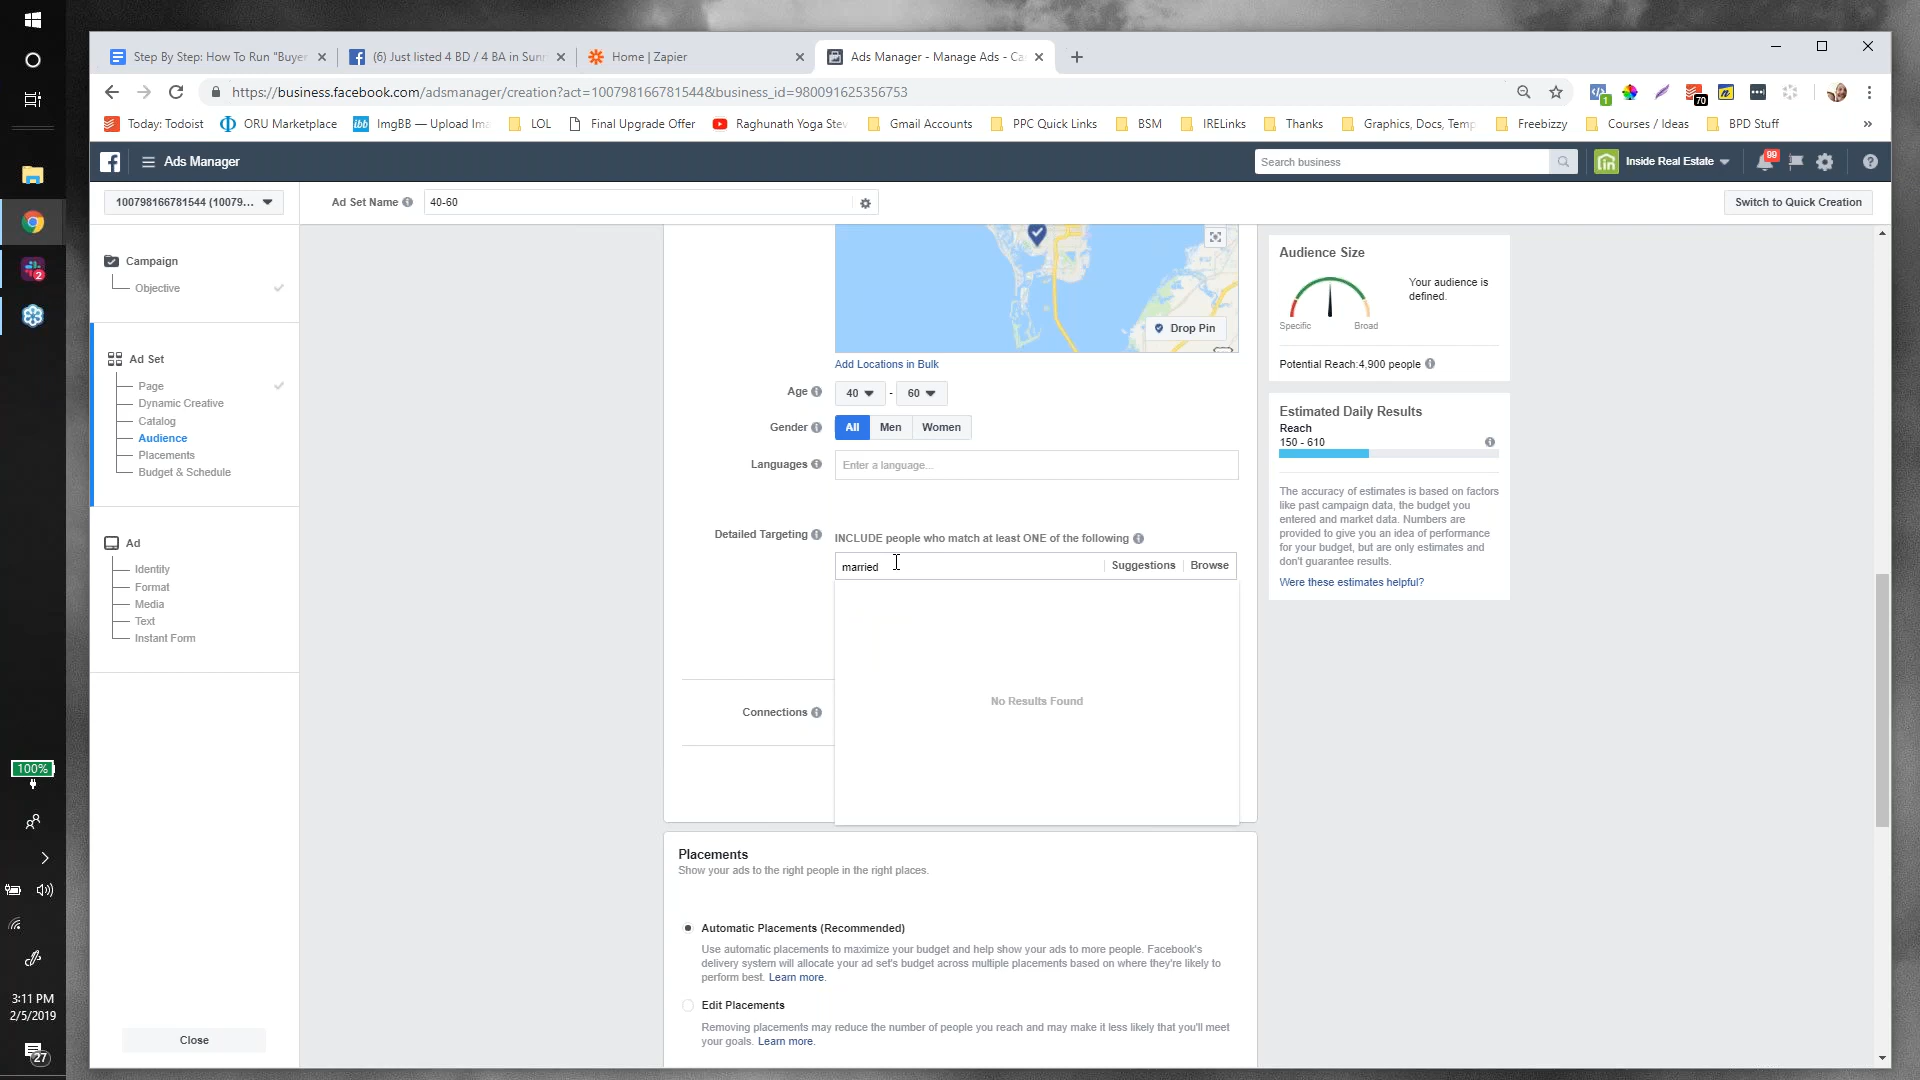 Step By Step: How To Run "Buyer
(6) Just listed 4 BD / 4 BA in Sunn
Home | Zapier
Ads Manager - Manage Ads - Ca
https://business.facebook.com/adsmanager/creation?act=100798166781544&business_id=980091625356753
1
70
Today: Todoist
ORU Marketplace
ibb
ImgBB — Upload Ima
LOL
Final Upgrade Offer
Raghunath Yoga Stev
Gmail Accounts
PPC Quick Links
BSM
IRELinks
Thanks
Graphics, Docs, Temp
Freebizzy
Courses / Ideas
BPD Stuff
»
Ads Manager
Search business
Inside Real Estate
99
100798166781544 (10079...
Ad Set Name
40-60
Switch to Quick Creation
Campaign
Objective
Ad Set
Page
Dynamic Creative
Catalog
Audience
Placements
Budget & Schedule
Ad
Identity
Format
Media
Text
Instant Form
Close
Drop Pin
Add Locations in Bulk
Age
40
-
60
Gender
All
Men
Women
Languages
Enter a language...
Detailed Targeting
INCLUDE people who match at least ONE of the following
married
Suggestions
Browse
No Results Found
Connections
Placements
Show your ads to the right people in the right places.
Automatic Placements (Recommended)
Use automatic placements to maximize your budget and help show your ads to more people. Facebook's
delivery system will allocate your ad set's budget across multiple placements based on where they're likely to
perform best. Learn more.
Edit Placements
Removing placements may reduce the number of people you reach and may make it less likely that you'll meet
your goals. Learn more.
Audience Size
Your audience is
defined.
Specific
Broad
Potential Reach:4,900 people
Estimated Daily Results
Reach
150 - 610
The accuracy of estimates is based on factors
like past campaign data, the budget you
entered and market data. Numbers are
provided to give you an idea of performance
for your budget, but are only estimates and
don't guarantee results.
Were these estimates helpful?
2
100%
3:11 PM
2/5/2019
27